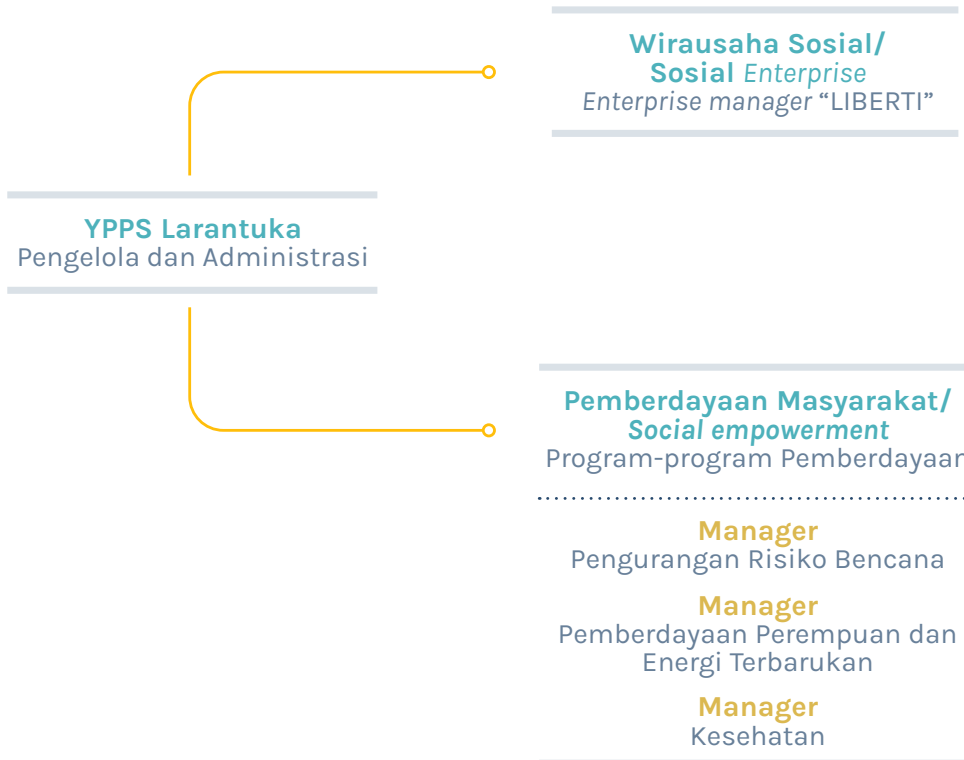 Wirausaha Sosial/
Sosial Enterprise
Enterprise manager “LIBERTI”
YPPS Larantuka
Pengelola dan Administrasi
Pemberdayaan Masyarakat/
Social empowerment
Program-program Pemberdayaan
Manager
Pengurangan Risiko Bencana
Manager
Pemberdayaan Perempuan dan
Energi Terbarukan
Manager
Kesehatan